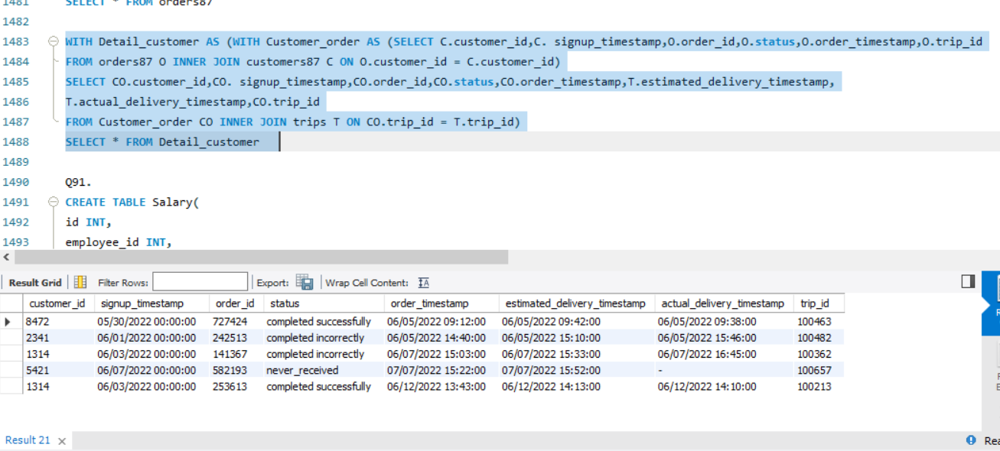 1481 SELECT * FROM orders87
1482
1483 WITH Detail_customer AS (WITH Customer_order AS (SELECT C.customer_id,C. signup_timestamp,O.order_id,O.status,O.order_timestamp,O.trip_id
1484 FROM orders87 O INNER JOIN customers87 C ON O.customer_id = C.customer_id)
1485 SELECT CO.customer_id,CO. signup_timestamp,CO.order_id,CO.status,CO.order_timestamp,T.estimated_delivery_timestamp,
1486 T.actual_delivery_timestamp,CO.trip_id
1487 FROM Customer_order CO INNER JOIN trips T ON CO.trip_id = T.trip_id)
1488 SELECT * FROM Detail_customer
1489
1490 Q91.
1491 CREATE TABLE Salary(
1492 id INT,
1493 employee_id INT,
Result Grid Filter Rows: Export: Wrap Cell Content:
customer_id signup_timestamp order_id status order_timestamp estimated_delivery_timestamp actual_delivery_timestamp trip_id
8472 05/30/2022 00:00:00 727424 completed successfully 06/05/2022 09:12:00 06/05/2022 09:42:00 06/05/2022 09:38:00 100463
2341 06/01/2022 00:00:00 242513 completed incorrectly 06/05/2022 14:40:00 06/05/2022 15:10:00 06/05/2022 15:46:00 100482
1314 06/03/2022 00:00:00 141367 completed incorrectly 06/07/2022 15:03:00 06/07/2022 15:33:00 06/07/2022 16:45:00 100362
5421 06/07/2022 00:00:00 582193 never_received 07/07/2022 15:22:00 07/07/2022 15:52:00 - 100657
1314 06/03/2022 00:00:00 253613 completed successfully 06/12/2022 13:43:00 06/12/2022 14:13:00 06/12/2022 14:10:00 100213
Result 21